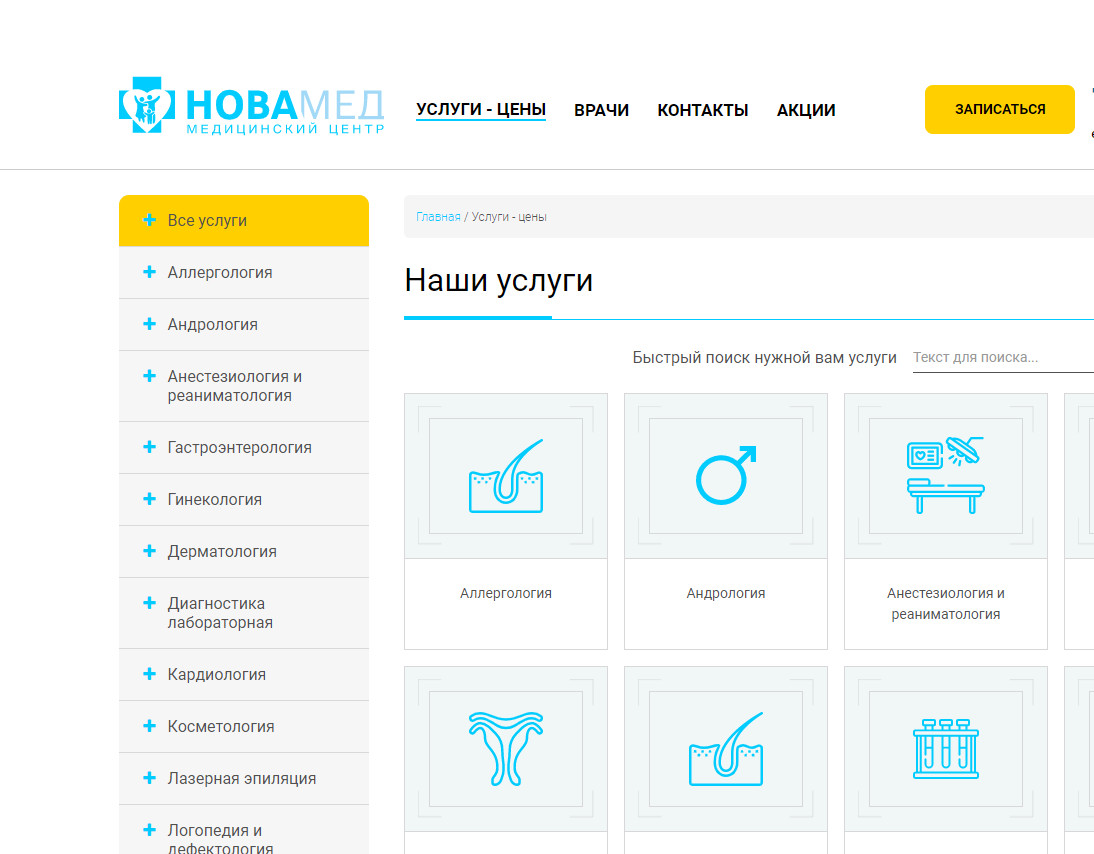 НОВАМЕД
МЕДИЦИНСКИЙ ЦЕНТР
УСЛУГИ - ЦЕНЫ
ВРАЧИ
КОНТАКТЫ
АКЦИИ
ЗАПИСАТЬСЯ
Все услуги
Аллергология
Андрология
Анестезиология и
реаниматология
Гастроэнтерология
Гинекология
Дерматология
Диагностика
лабораторная
Кардиология
Косметология
Лазерная эпиляция
Логопедия и
дефектология
Главная / Услуги - цены
Наши услуги
Быстрый поиск нужной вам услуги
Текст для поиска...
Аллергология
Андрология
Анестезиология и
реаниматология